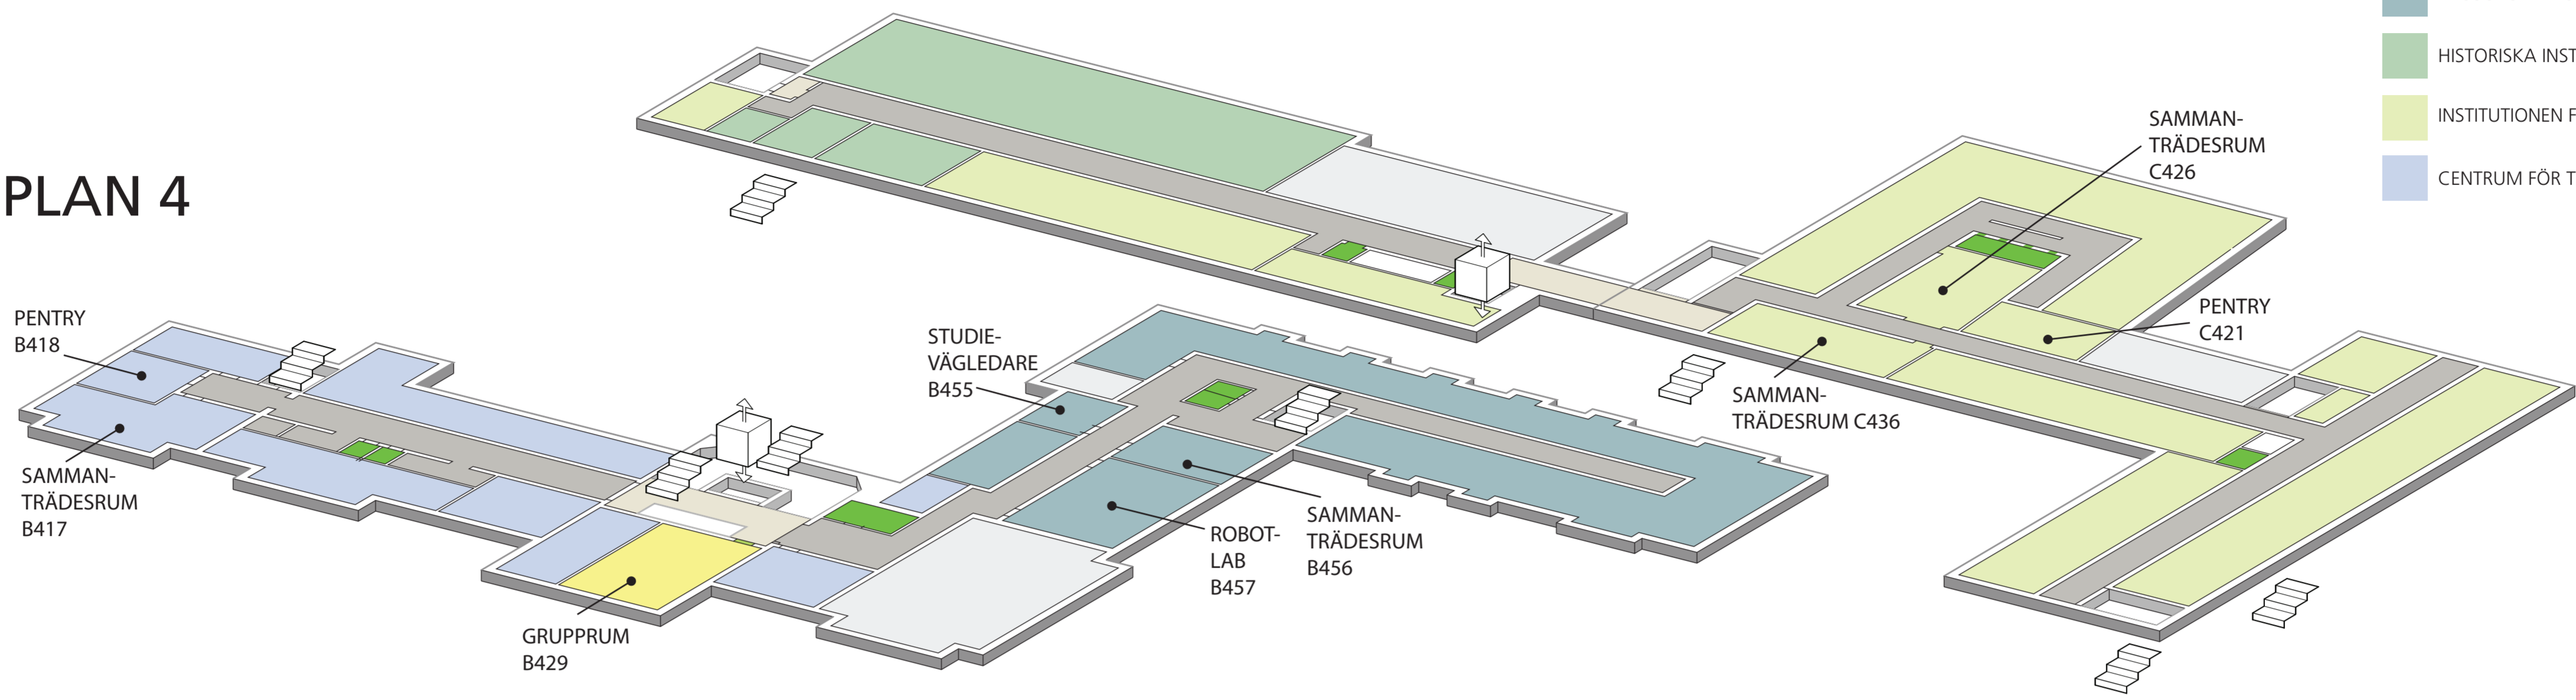 PLAN 4
HISTORISKA INST
INSTITUTIONEN F
CENTRUM FÖR T
SAMMAN-
TRÄDESRUM
C426
PENTRY
C421
SAMMAN-
TRÄDESRUM C436
PENTRY
B418
SAMMAN-
TRÄDESRUM
B417
STUDIE-
VÄGLEDARE
B455
SAMMAN-
TRÄDESRUM
B456
ROBOT-
LAB
B457
GRUPPRUM
B429